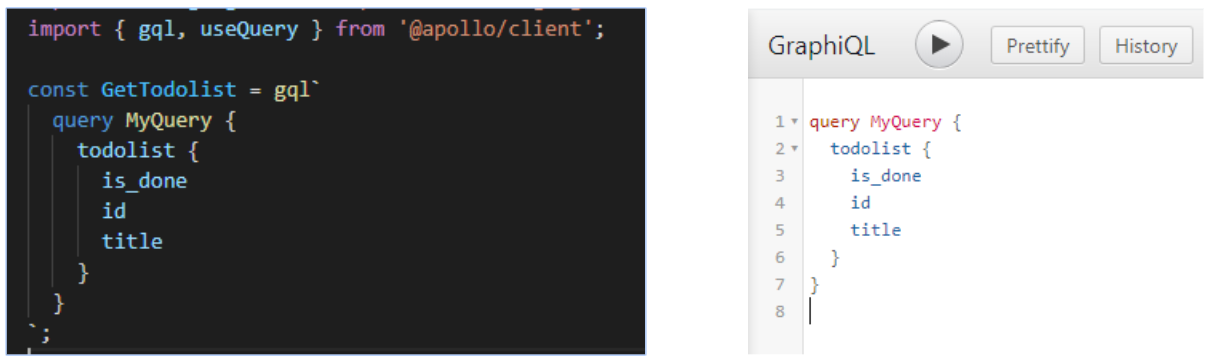 import { gql, useQuery } from '@apollo/client';
const GetTodolist = gql`
query MyQuery {
todolist {
is_done
id
title
}
}
`;
GraphiQL Prettify History
1 query MyQuery {
2 todolist {
3 is_done
4 id
5 title
6 }
7 }
8